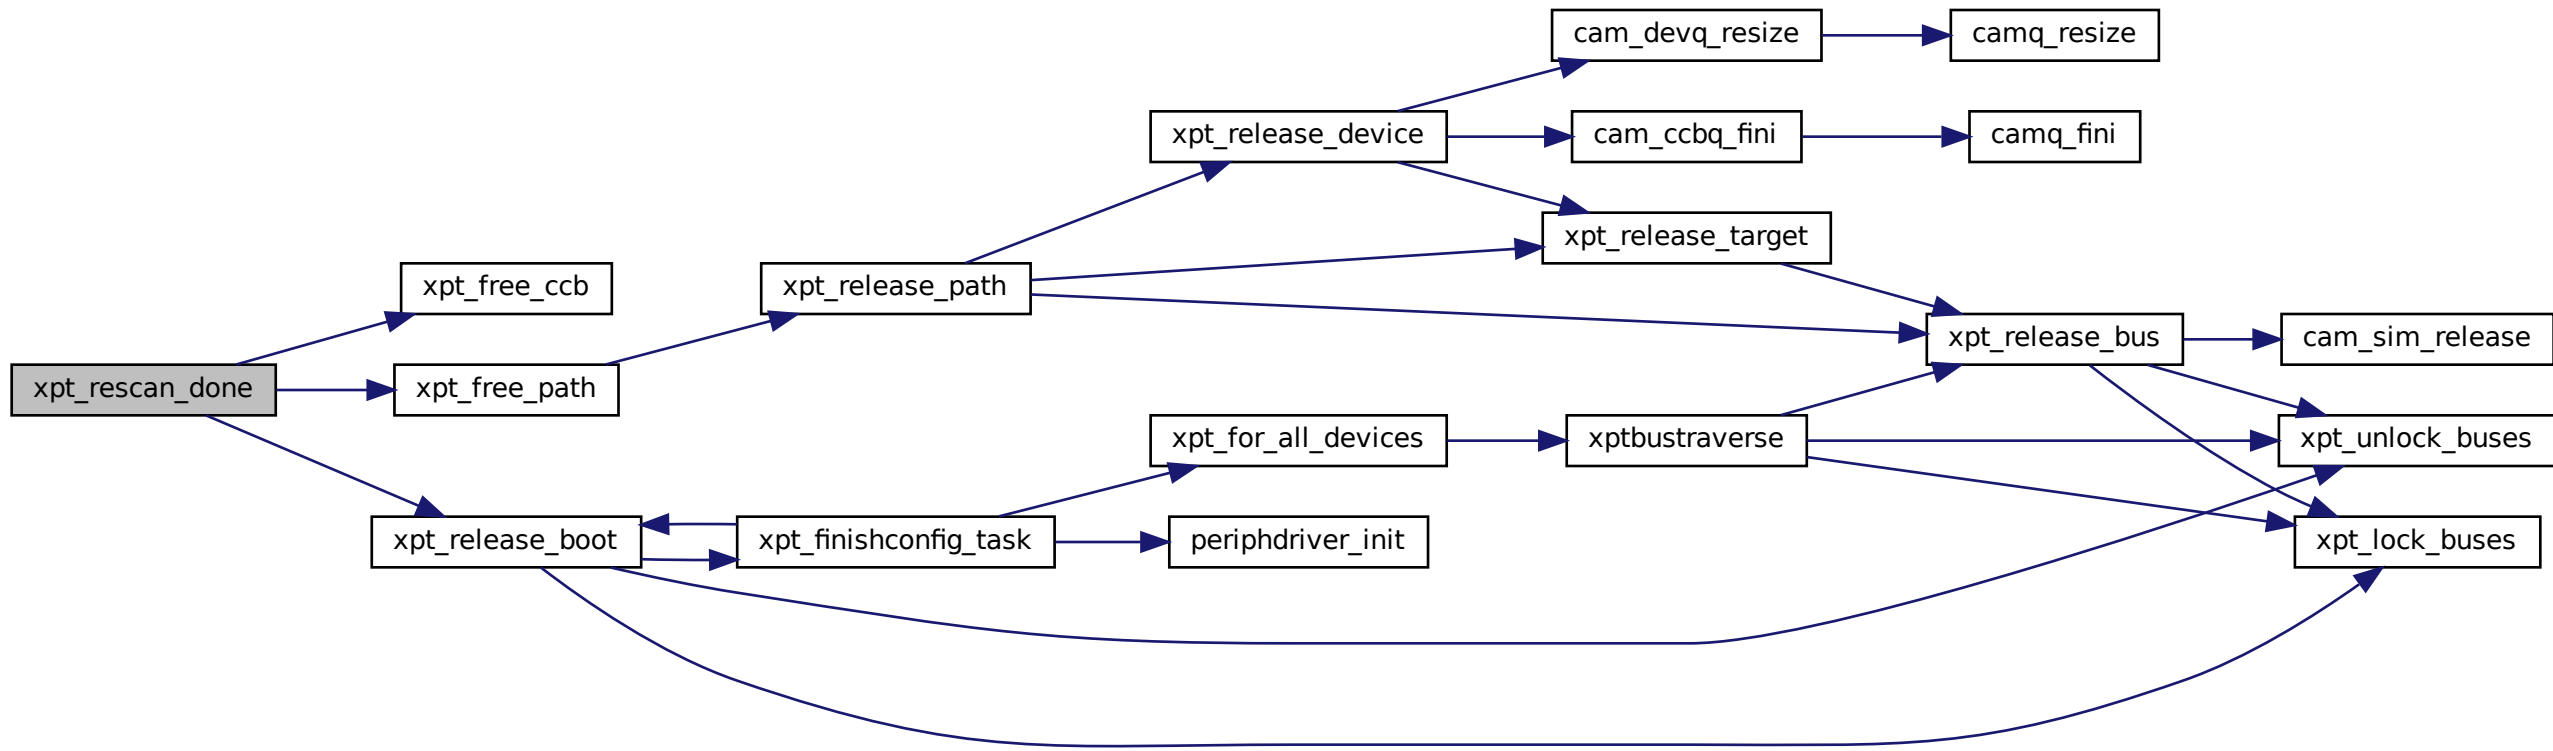 cam_devq_resize
camq_resize
xpt_release_device
cam_ccbq_fini
camq_fini
xpt_release_target
xpt_free_ccb
xpt_release_path
xpt_release_bus
cam_sim_release
xpt_rescan_done
xpt_free_path
xpt_for_all_devices
xptbustraverse
xpt_unlock_buses
xpt_release_boot
xpt_finishconfig_task
periphdriver_init
xpt_lock_buses